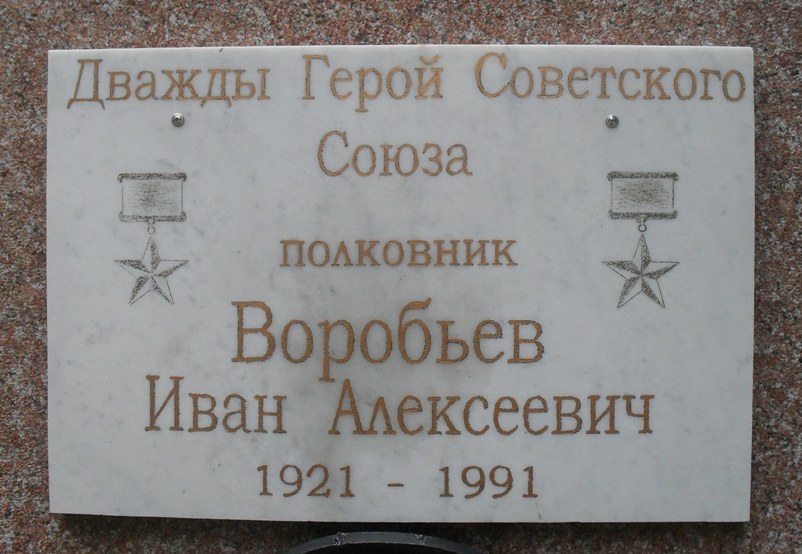 Дважды Герой Советского
Союза
полковник
Воробьев
Иван Алексеевич
1921 - 1991